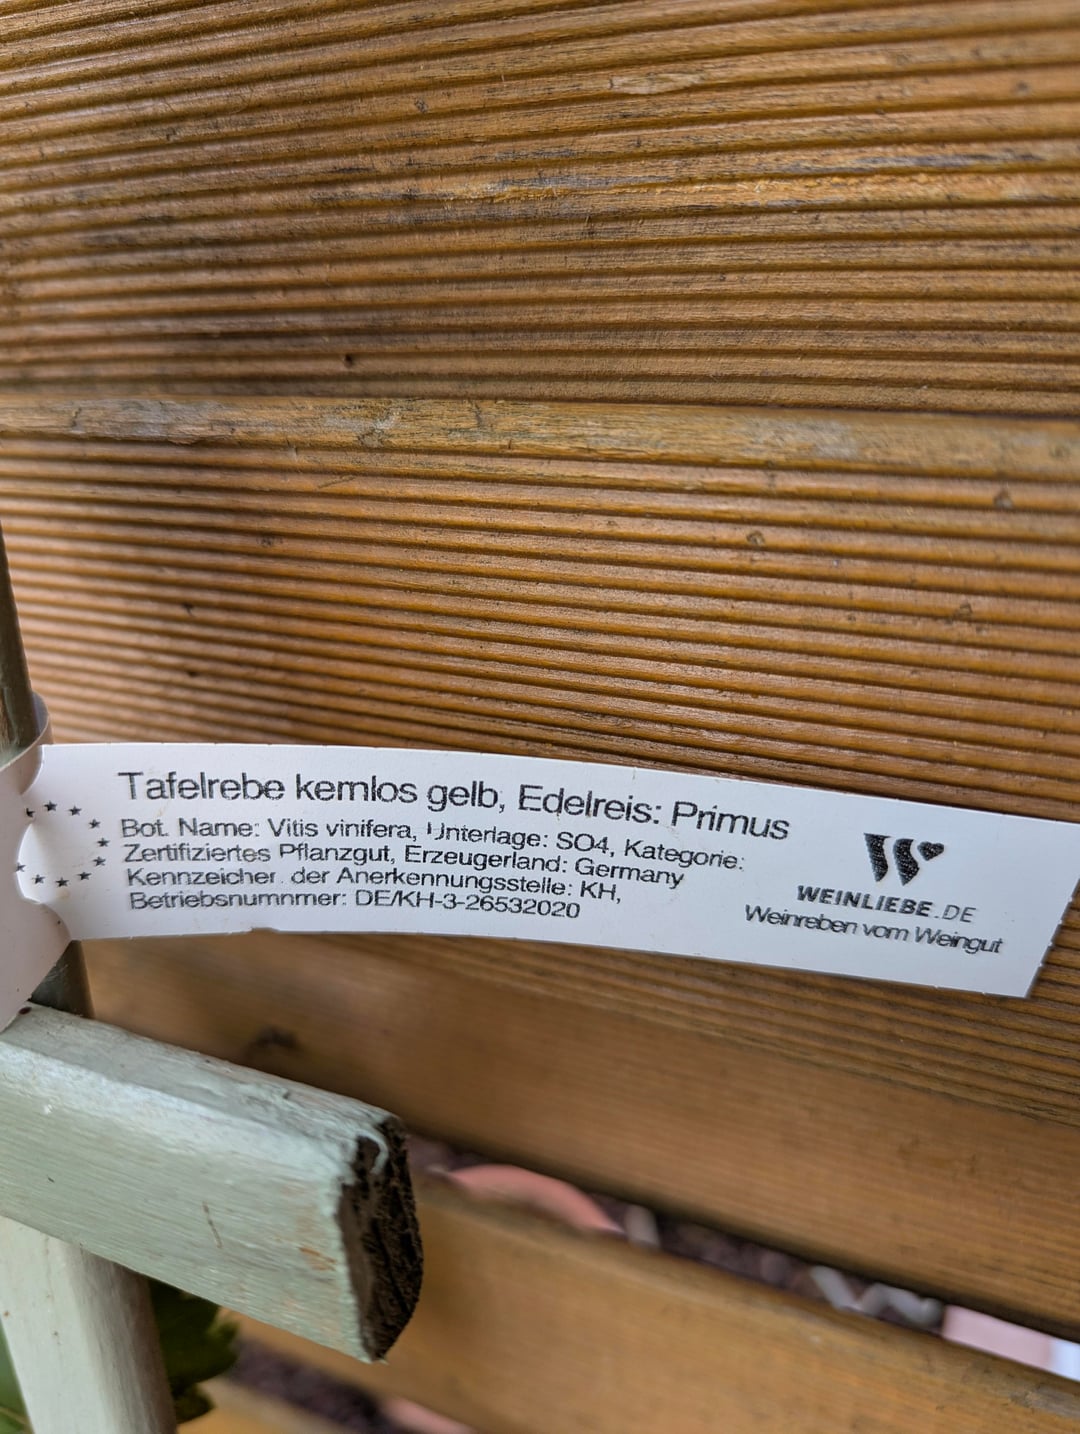 Tafelrebe kernlos gelb, Edelreis: Primus
Bot. Name: Vitis vinifera, Unterlage: SO4, Kategorie:
Zertifiziertes Pflanzgut, Erzeugerland: Germany
Kennzeichen der Anerkennungsstelle: KH,
Betriebsnummer: DE/KH-3-26532020
WEINLIEBE.DE
Weinreben vom Weingut